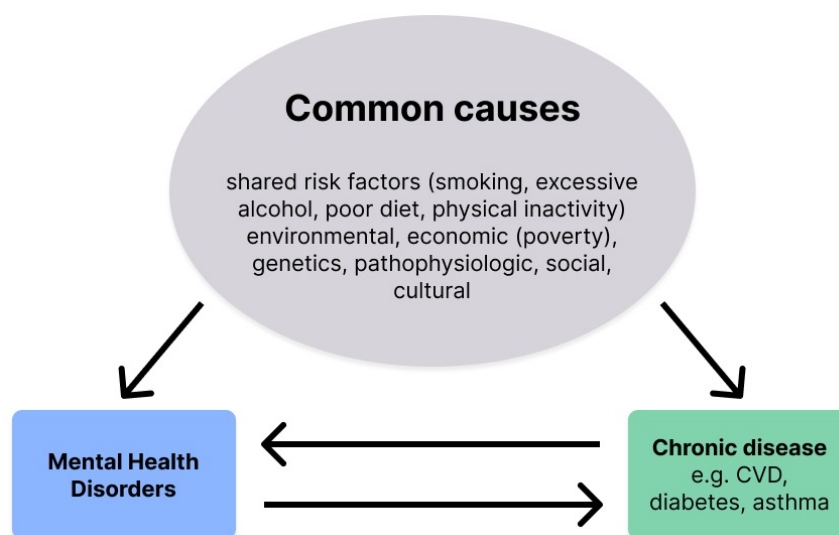 Common causes
shared risk factors (smoking, excessive
alcohol, poor diet, physical inactivity)
environmental, economic (poverty),
genetics, pathophysiologic, social,
cultural
Mental Health
Disorders
Chronic disease
e.g. CVD,
diabetes, asthma